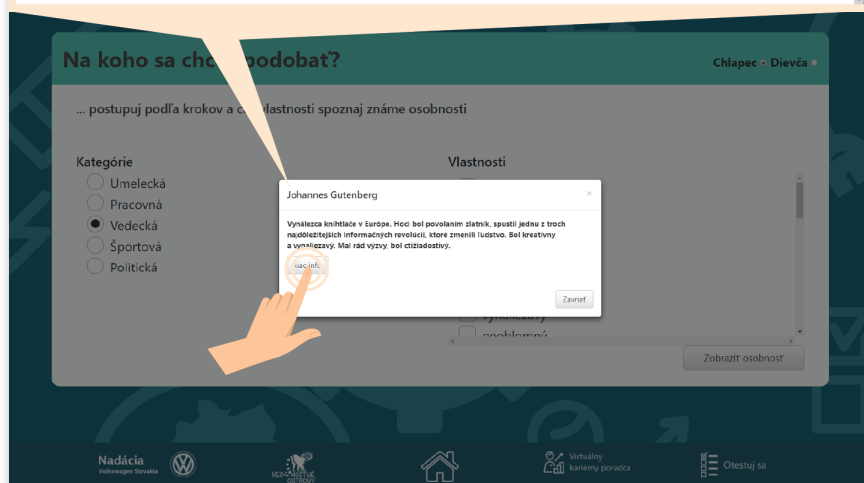 Na koho sa chc podobať?
Chlapec Dievča
... postupuj podľa krokov a c vlastnosti spoznaj známe osobnosti
Kategórie
Umelecká
Pracovná
Vedecká
Športová
Politická
Vlastnosti
Johannes Gutenberg
×
Vynálezca kníhtlače v Európe. Hoci bol povolaním zlatník, spustil jednu z troch
najdôležitejších informačných revolúcií, ktoré zmenili ľudstvo. Bol kreatívny
a vynaliezavý. Mal rád výzvy, bol ctižiadostivý.
Zavrieť
Zobraziť osobnosť
Nadácia
Volkswagen Slovakia
Virtuálny
kariérny poradca
Otestuj sa